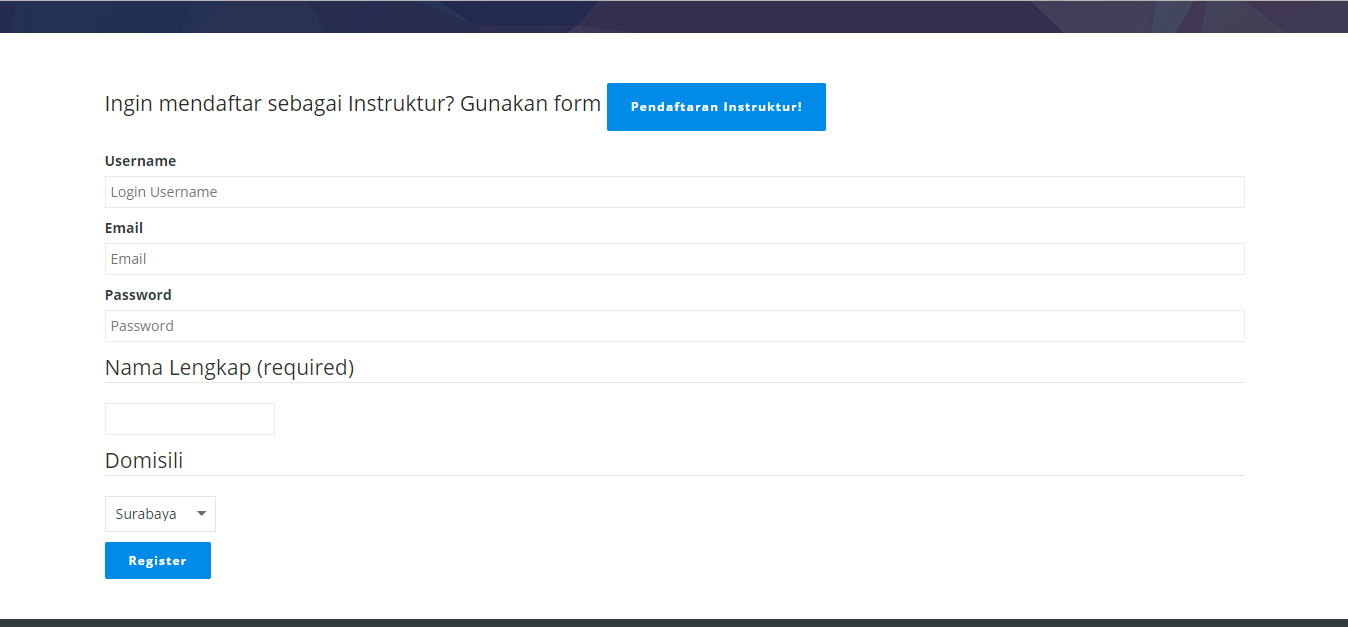 Ingin mendaftar sebagai Instruktur? Gunakan form Pendaftaran Instruktur!
Username
Login Username
Email
Email
Password
Password
Nama Lengkap (required)
Domisili
Surabaya
Register